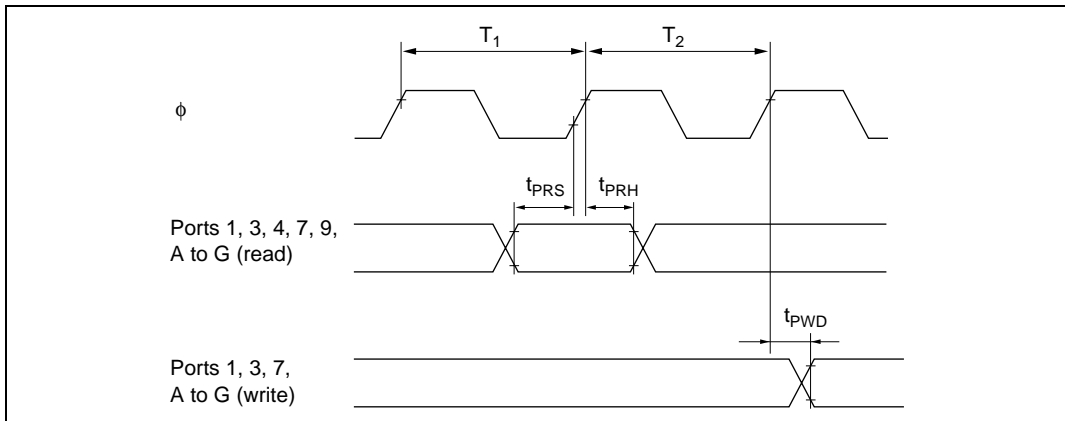 T1
T2
ϕ
tPRS
tPRH
Ports 1, 3, 4, 7, 9,
A to G (read)
tPWD
Ports 1, 3, 7,
A to G (write)